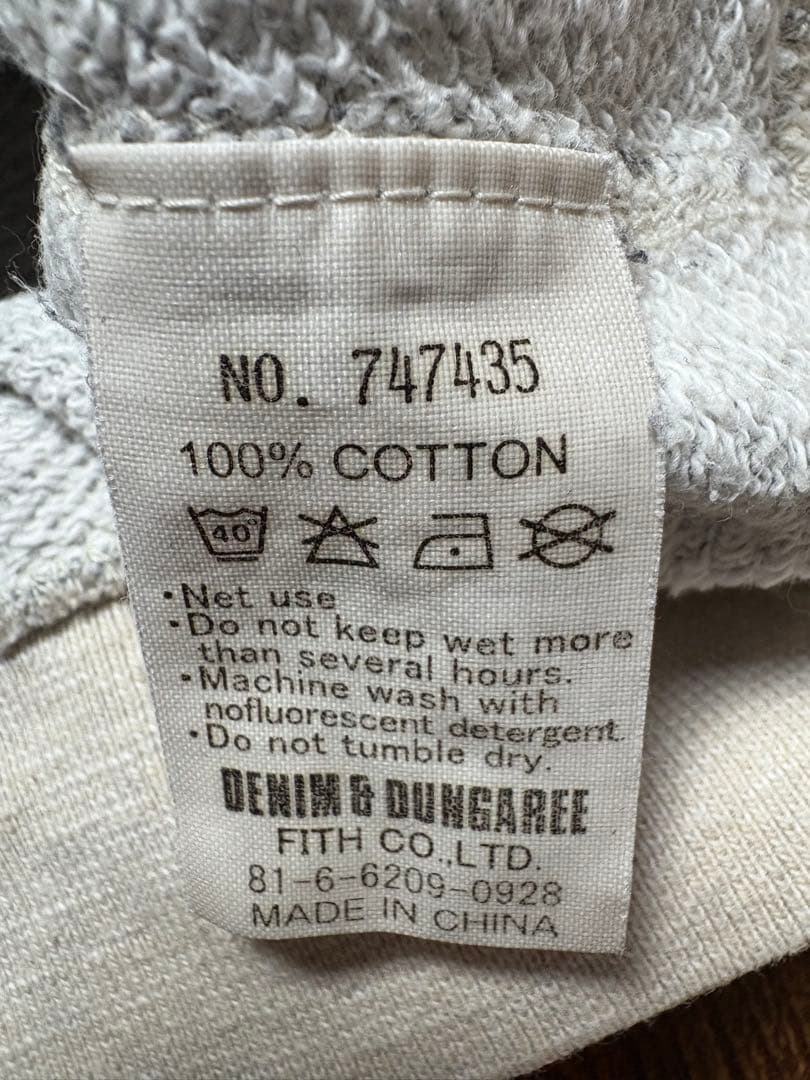 NO. 747435
100% COTTON
40°
•Net use
•Do not keep wet more
than several hours.
•Machine wash with
nofluorescent detergent.
•Do not tumble dry.
DENIM & DUNGAREE
FITH CO.,LTD.
81-6-6209-0928
MADE IN CHINA